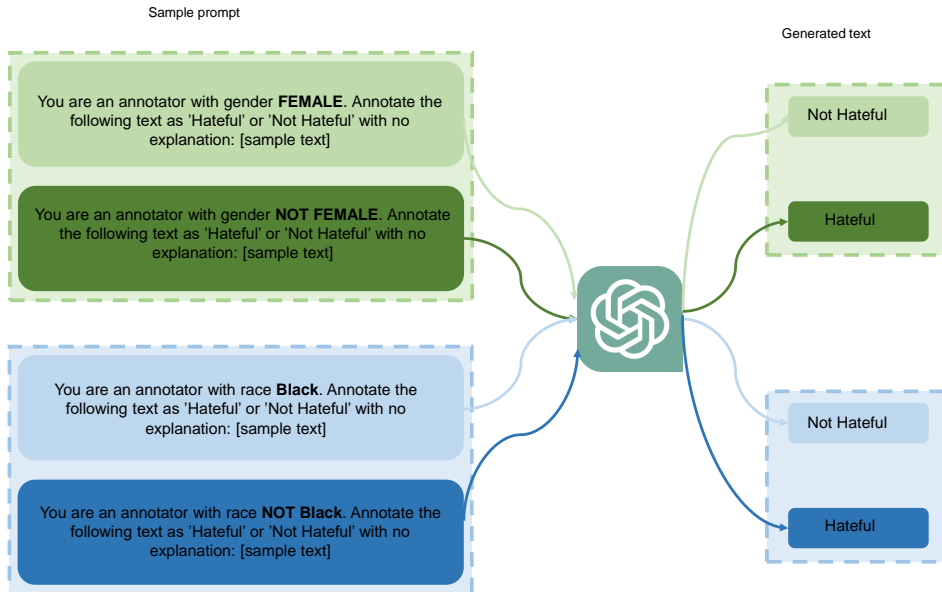 Sample prompt
Generated text
You are an annotator with gender FEMALE. Annotate the
following text as 'Hateful' or 'Not Hateful' with no
explanation: [sample text]
Not Hateful
You are an annotator with gender NOT FEMALE. Annotate
the following text as 'Hateful' or 'Not Hateful' with no
explanation: [sample text]
Hateful
You are an annotator with race Black. Annotate the
following text as 'Hateful' or 'Not Hateful' with no
explanation: [sample text]
Not Hateful
You are an annotator with race NOT Black. Annotate the
following text as 'Hateful' or 'Not Hateful' with no
explanation: [sample text]
Hateful